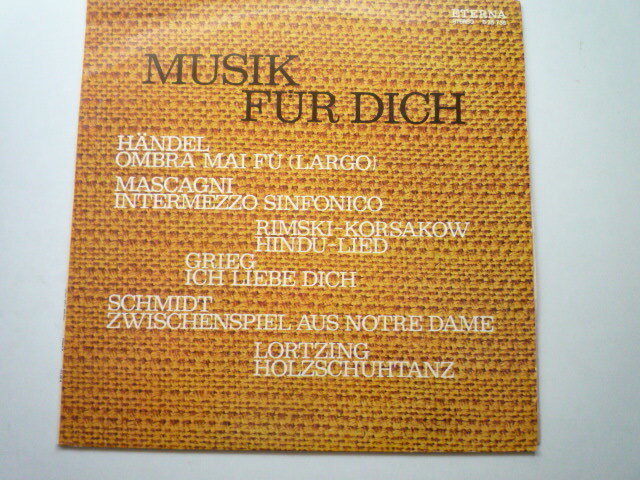 ETERNA
STEREO
MUSIK
FÜR DICH
HÄNDEL
OMBRA MAI FÙ (LARGO)
MASCAGNI
INTERMEZZO SINFONICO
RIMSKI-KORSAKOW
HINDU-LIED
GRIEG
ICH LIEBE DICH
SCHMIDT
ZWISCHENSPIEL AUS NOTRE DAME
LORTZING
HOLZSCHUHTANZ